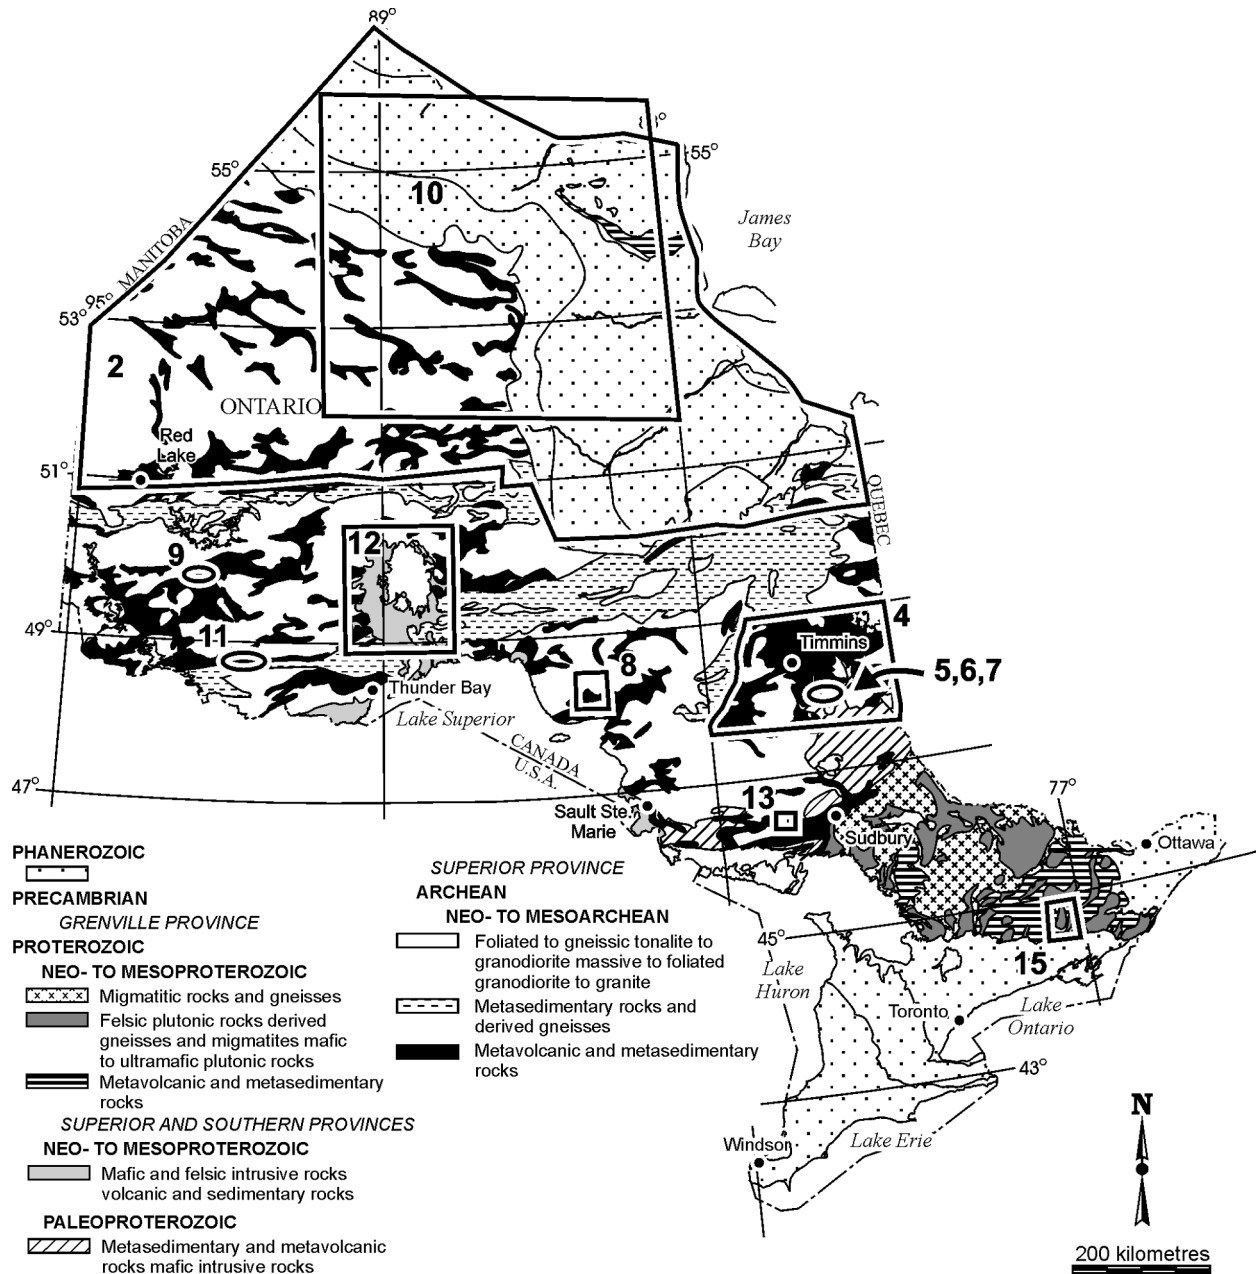 89°
83°
55°
55°
10
James
Bay
MANITOBA
95°
53°
2
ONTARIO
Red
Lake
51°
QUEBEC
12
9
4
49°
11
Timmins
8
5,6,7
Thunder Bay
Lake Superior
CANADA
U.S.A.
47°
77°
13
Sault Ste.
Marie
Sudbury
Ottawa
45°
15
Lake
Huron
Toronto
Lake
Ontario
43°
Windsor
Lake Erie
N
200 kilometres
PHANEROZOIC
PRECAMBRIAN
GRENVILLE PROVINCE
PROTEROZOIC
NEO- TO MESOPROTEROZOIC
Migmatitic rocks and gneisses
Felsic plutonic rocks derived
gneisses and migmatites mafic
to ultramafic plutonic rocks
Metavolcanic and metasedimentary
rocks
SUPERIOR AND SOUTHERN PROVINCES
NEO- TO MESOPROTEROZOIC
Mafic and felsic intrusive rocks
volcanic and sedimentary rocks
PALEOPROTEROZOIC
Metasedimentary and metavolcanic
rocks mafic intrusive rocks
SUPERIOR PROVINCE
ARCHEAN
NEO- TO MESOARCHEAN
Foliated to gneissic tonalite to
granodiorite massive to foliated
granodiorite to granite
Metasedimentary rocks and
derived gneisses
Metavolcanic and metasedimentary
rocks